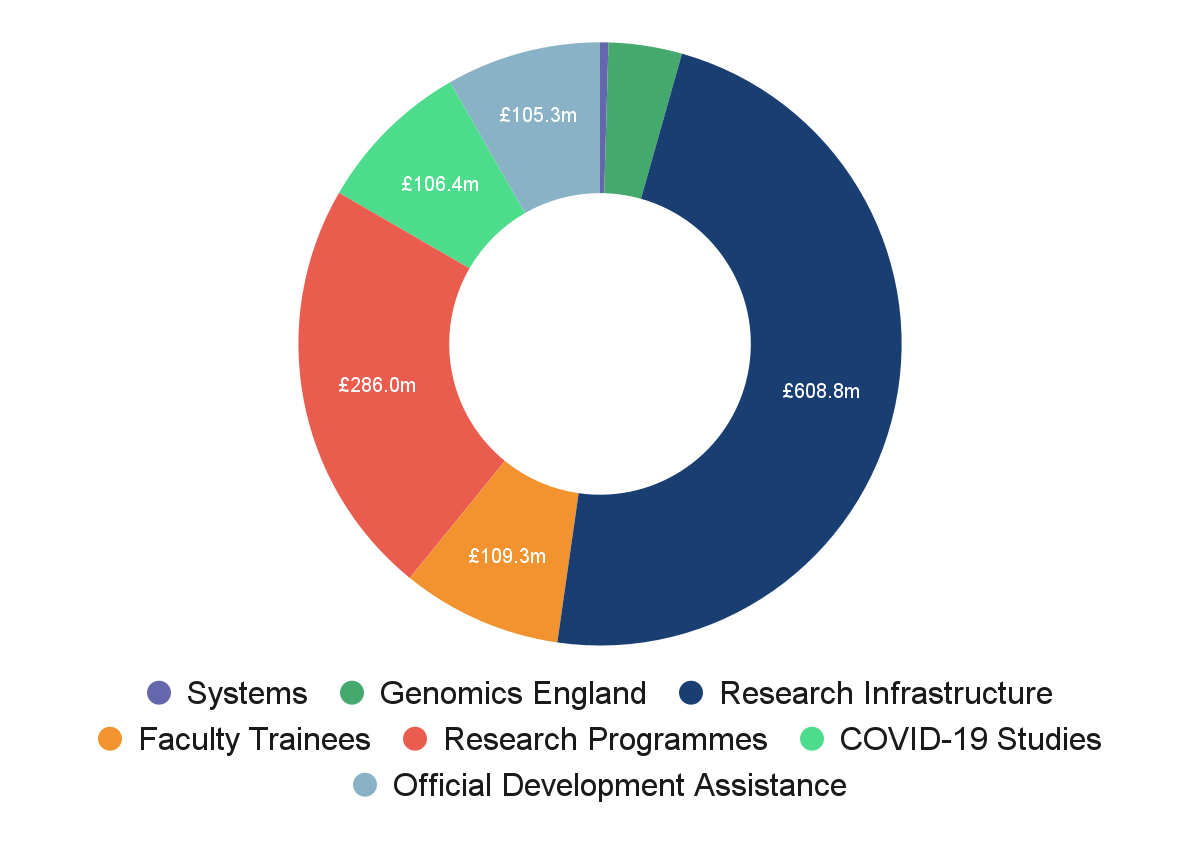 £105.3m
£106.4m
£286.0m
£608.8m
£109.3m
Systems Genomics England Research Infrastructure
Faculty Trainees Research Programmes COVID-19 Studies
Official Development Assistance